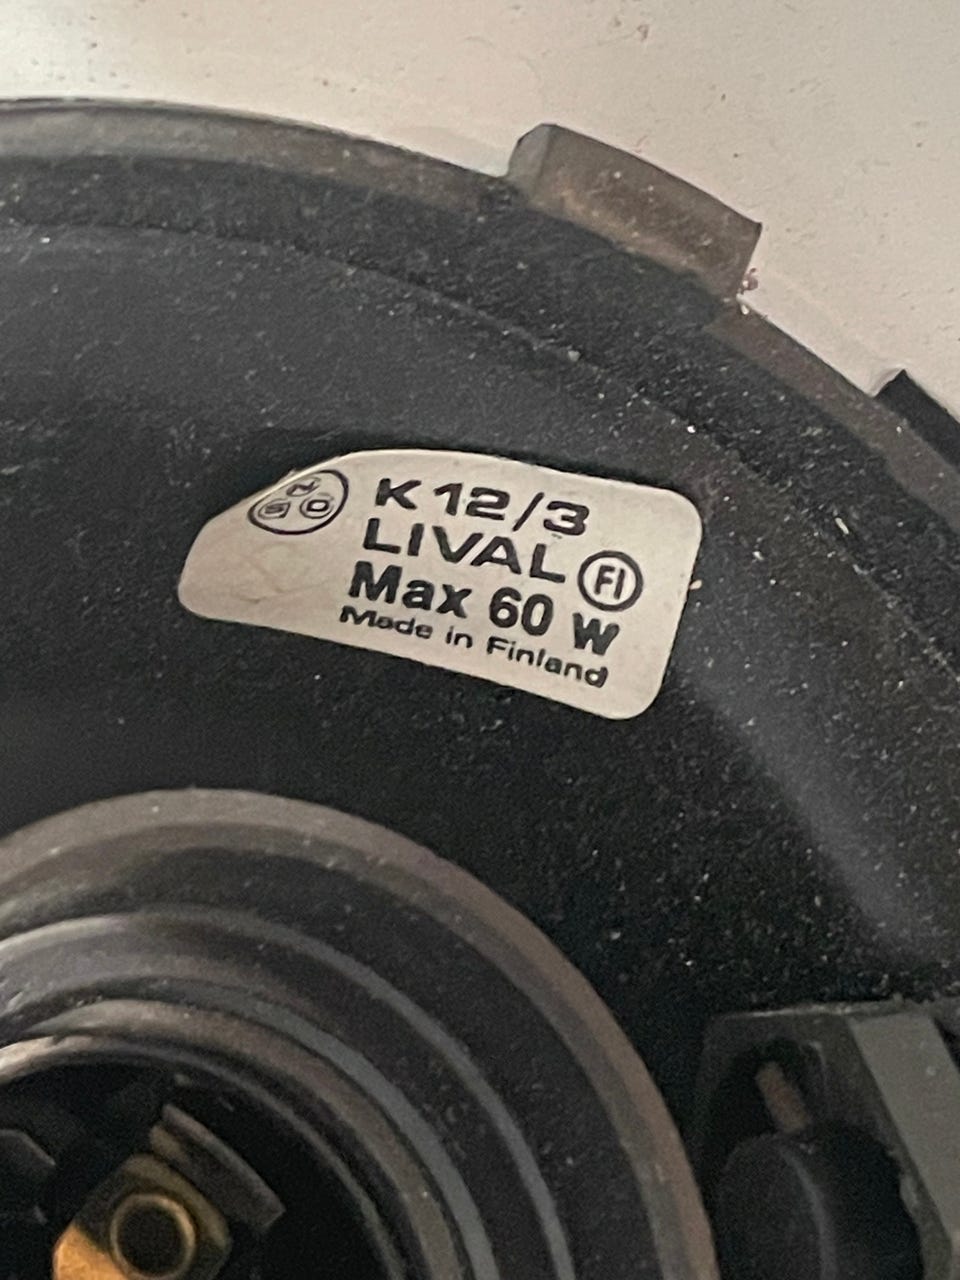 S N D
K 12/3
LIVAL FI
Max 60 W
Made in Finland